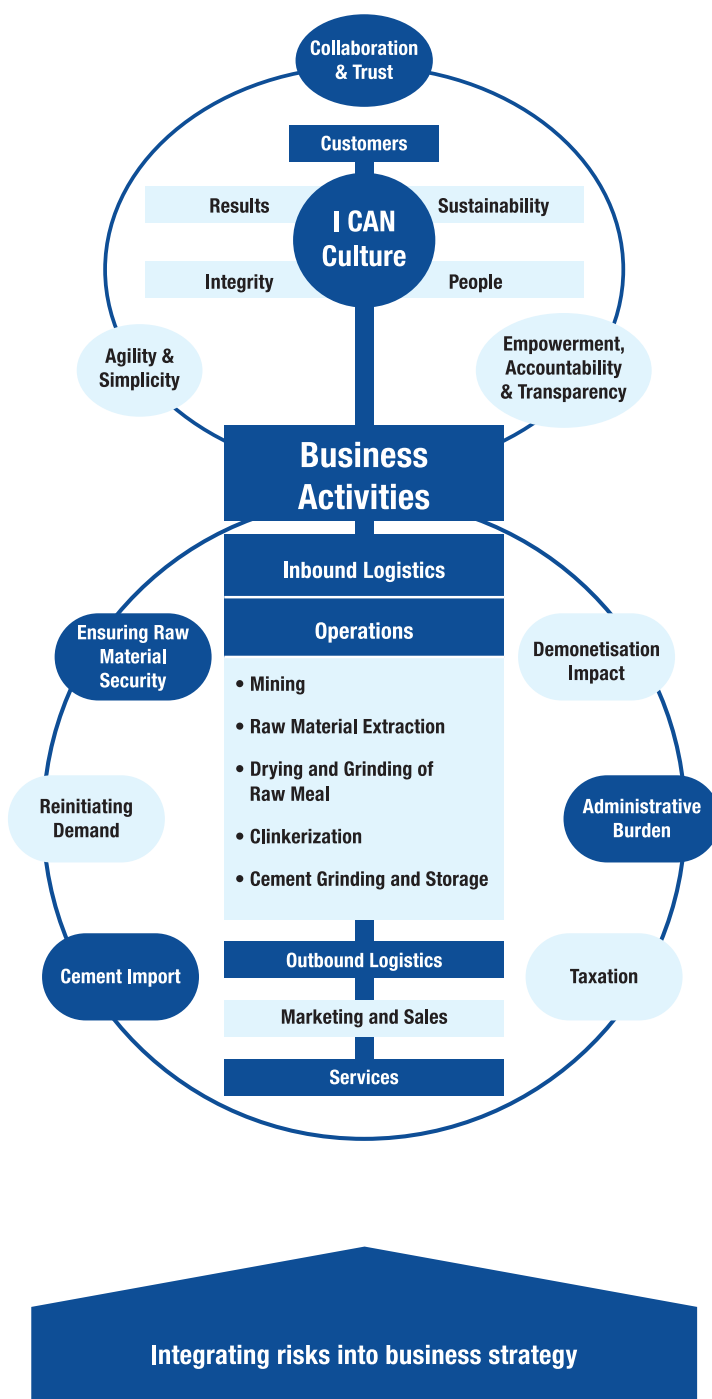 Collaboration
& Trust
Customers
Results
I CAN
Culture
Sustainability
Integrity
People
Agility &
Simplicity
Empowerment,
Accountability
& Transparency
Business
Activities
Inbound Logistics
Operations
Ensuring Raw
Material
Security
Demonetisation
Impact
• Mining
• Raw Material Extraction
• Drying and Grinding of
Raw Meal
• Clinkerization
• Cement Grinding and Storage
Reinitiating
Demand
Administrative
Burden
Cement Import
Outbound Logistics
Taxation
Marketing and Sales
Services
Integrating risks into business strategy